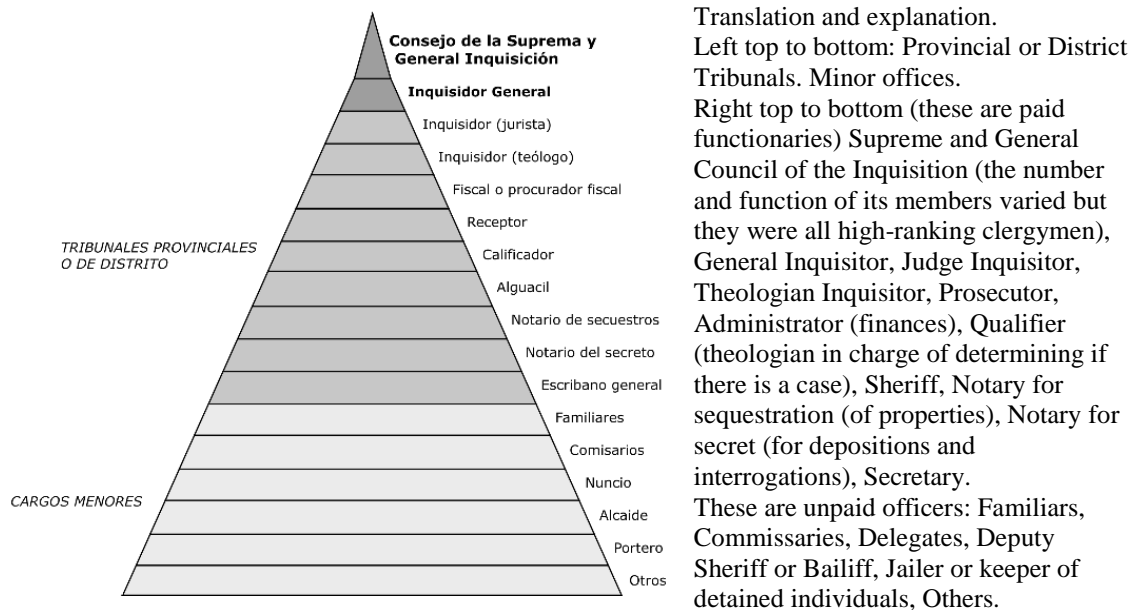 Consejo de la Suprema y
General Inquisición
Inquisidor General
Inquisidor (jurista)
Inquisidor (teólogo)
Fiscal o procurador fiscal
Receptor
Calificador
Alguacil
Notario de secuestros
Notario del secreto
Escribano general
Familiares
Comisarios
Nuncio
Alcaide
Portero
Otros
TRIBUNALES PROVINCIALES
O DE DISTRITO
CARGOS MENORES
Translation and explanation.
Left top to bottom: Provincial or District
Tribunals. Minor offices.
Right top to bottom (these are paid
functionaries) Supreme and General
Council of the Inquisition (the number
and function of its members varied but
they were all high-ranking clergymen),
General Inquisitor, Judge Inquisitor,
Theologian Inquisitor, Prosecutor,
Administrator (finances), Qualifier
(theologian in charge of determining if
there is a case), Sheriff, Notary for
sequestration (of properties), Notary for
secret (for depositions and
interrogations), Secretary.
These are unpaid officers: Familiars,
Commissaries, Delegates, Deputy
Sheriff or Bailiff, Jailer or keeper of
detained individuals, Others.